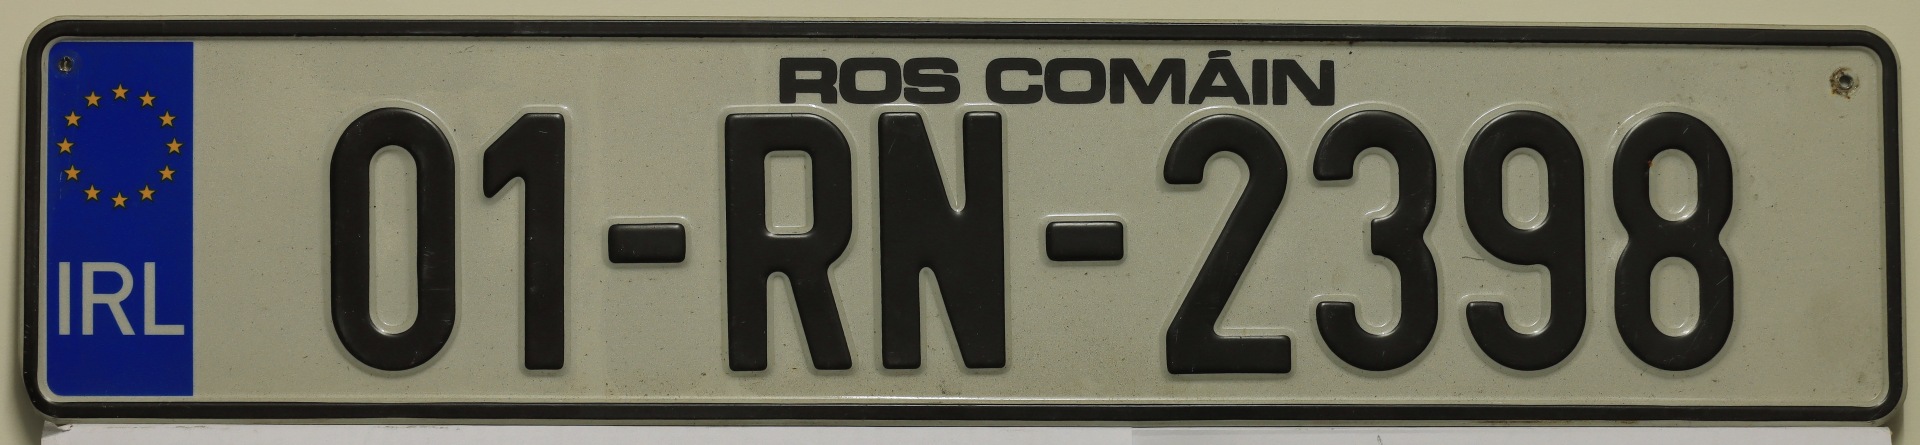 ROS COMÁIN
IRL
01-RN-2398